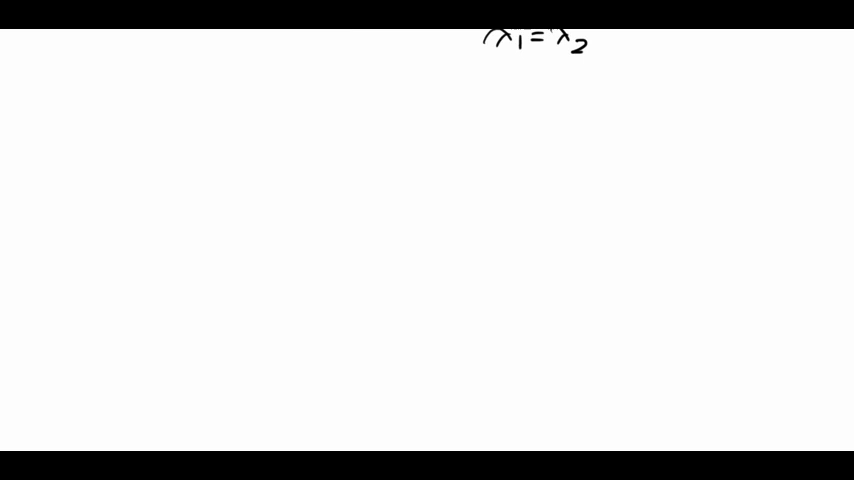 λ₁ = λ₂